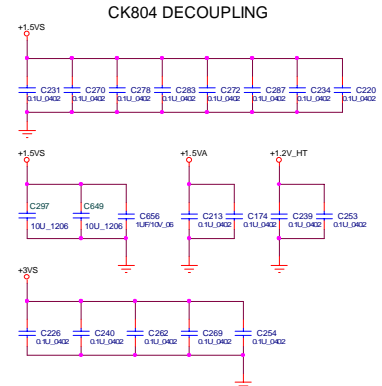 CK804 DECOUPLING
+1.5VS
C231 C270 C278 C283 C272 C287 C234 C220
0.1U_0402 0.1U_0402 0.1U_0402 0.1U_0402 0.1U_0402 0.1U_0402 0.1U_0402 0.1U_0402
+1.5VS +1.5VA +1.2V_HT
C297 C649 C656 C213 C174 C239 C253
10U_1206 10U_1206 1UF/10V_06 0.1U_0402 0.1U_0402 0.1U_0402 0.1U_0402
+3VS
C226 C240 C262 C269 C254
0.1U_0402 0.1U_0402 0.1U_0402 0.1U_0402 0.1U_0402